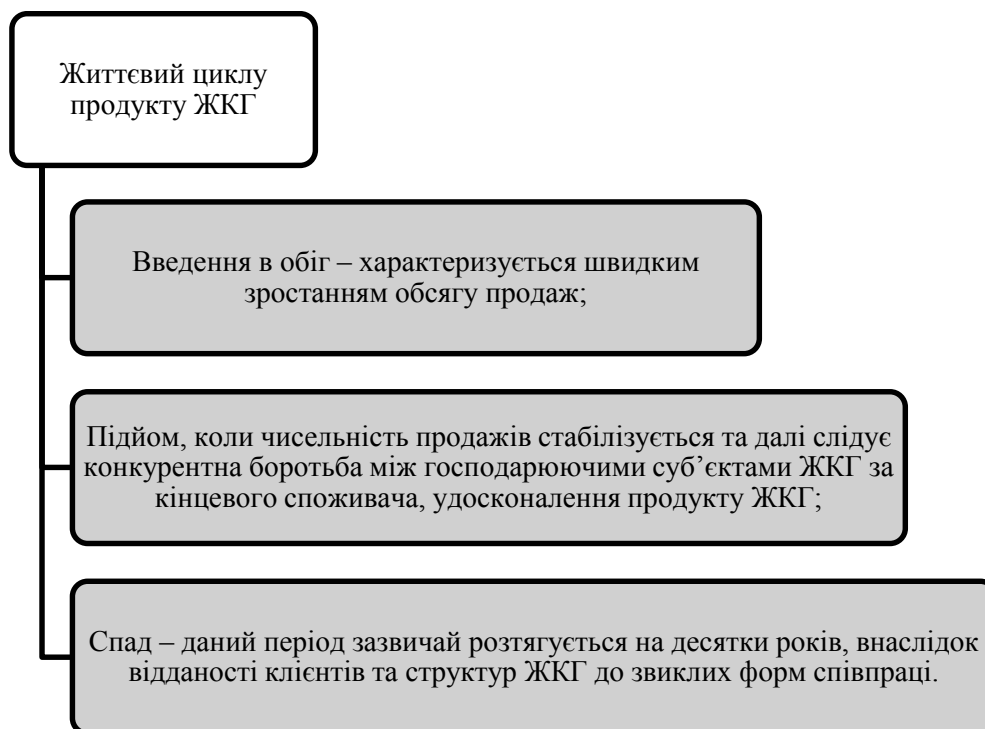 Життєвий циклу
продукту ЖКГ
Введення в обіг – характеризується швидким
зростанням обсягу продаж;
Підйом, коли чисельність продажів стабілізується та далі слідує
конкурентна боротьба між господарюючими суб’єктами ЖКГ за
кінцевого споживача, удосконалення продукту ЖКГ;
Спад – даний період зазвичай розтягується на десятки років, внаслідок
відданості клієнтів та структур ЖКГ до звиклих форм співпраці.